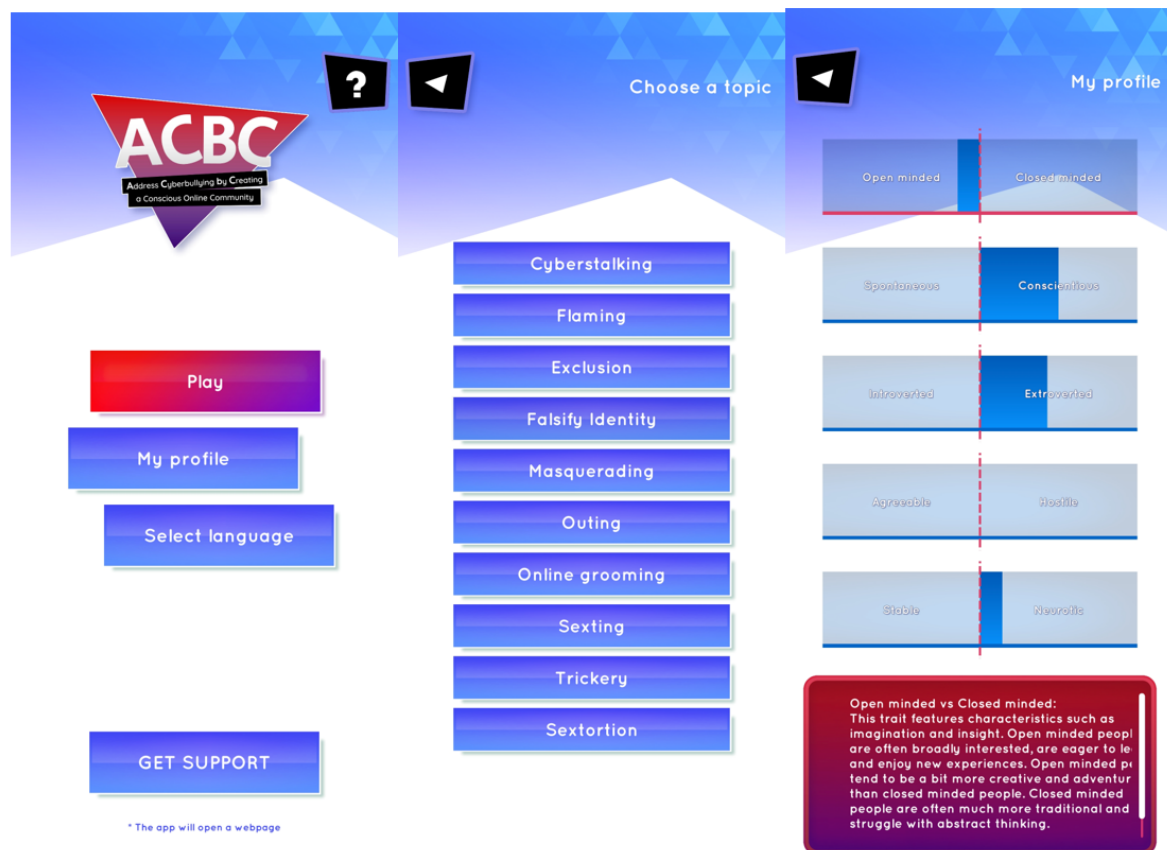 ?
ACBC
Address Cyberbullying by Creating
a Conscious Online Community
Play
My profile
Select language
GET SUPPORT
* The app will open a webpage
Choose a topic
Cyberstalking
Flaming
Exclusion
Falsify Identity
Masquerading
Outing
Online grooming
Sexting
Trickery
Sextortion
My profile
Open minded
Closed minded
Spontaneous
Conscientious
Introverted
Extroverted
Agreeable
Hostile
Stable
Neurotic
Open minded vs Closed minded:
This trait features characteristics such as
imagination and insight. Open minded peopl
are often broadly interested, are eager to le
and enjoy new experiences. Open minded pe
tend to be a bit more creative and adventur
than closed minded people. Closed minded
people are often much more traditional and
struggle with abstract thinking.